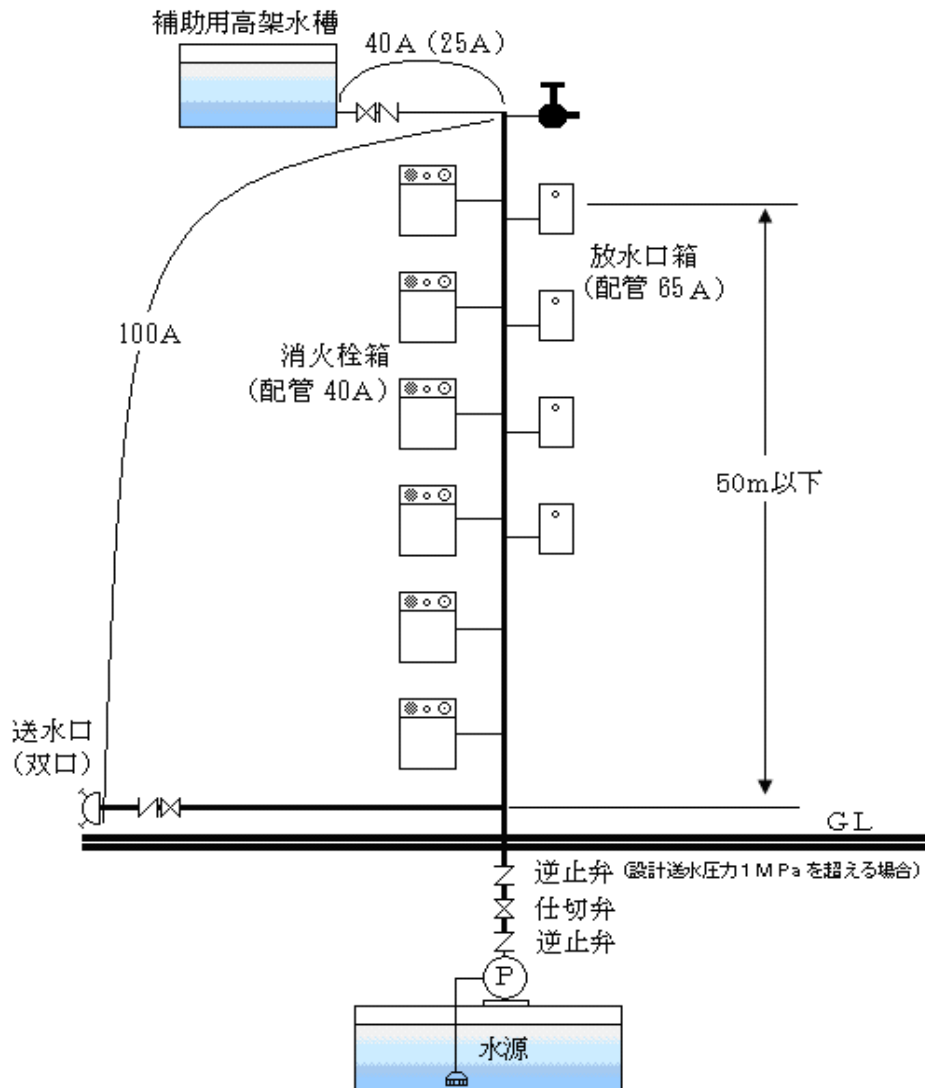 補助用高架水槽
40A (25A)
放水口箱
(配管 65A)
100A
消火栓箱
(配管 40A)
50m以下
送水口
(双口)
GL
逆止弁 (設計送水圧力1MPaを超える場合)
仕切弁
逆止弁
P
水源